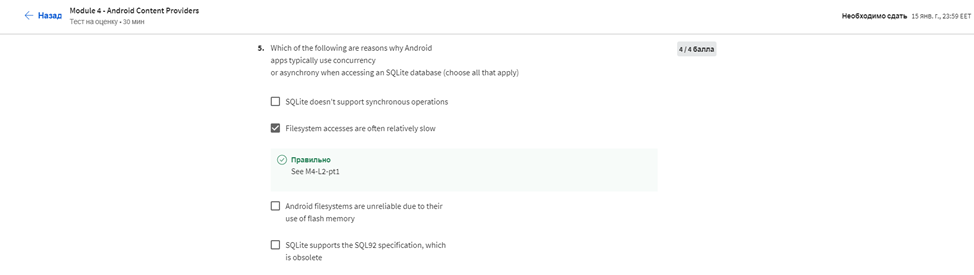 Назад
Module 4 - Android Content Providers
Тест на оценку • 30 мин
Необходимо сдать 15 янв. г., 23:59 EET
5. Which of the following are reasons why Android
apps typically use concurrency
or asynchrony when accessing an SQLite database (choose all that apply)
4 / 4 балла
SQLite doesn't support synchronous operations
Filesystem accesses are often relatively slow
Правильно
See M4-L2-pt1
Android filesystems are unreliable due to their
use of flash memory
SQLite supports the SQL92 specification, which
is obsolete